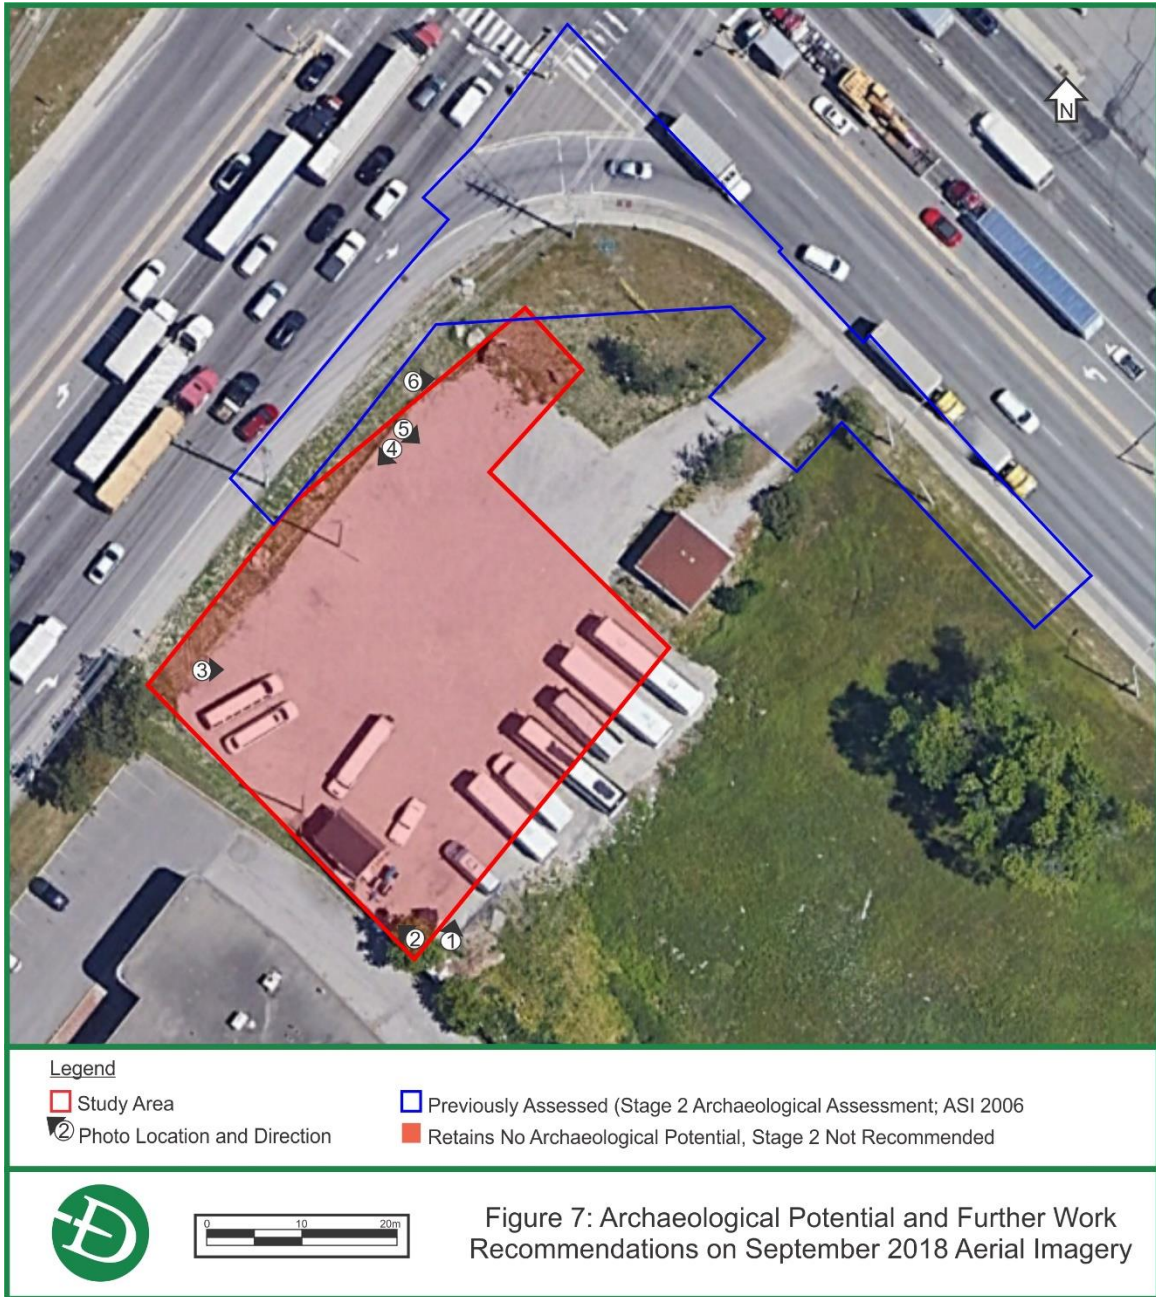 N
6
5
4
3
2
1
Legend
Study Area
Previously Assessed (Stage 2 Archaeological Assessment; ASI 2006
2 Photo Location and Direction
Retains No Archaeological Potential, Stage 2 Not Recommended
D
0 10 20m
Figure 7: Archaeological Potential and Further Work
Recommendations on September 2018 Aerial Imagery